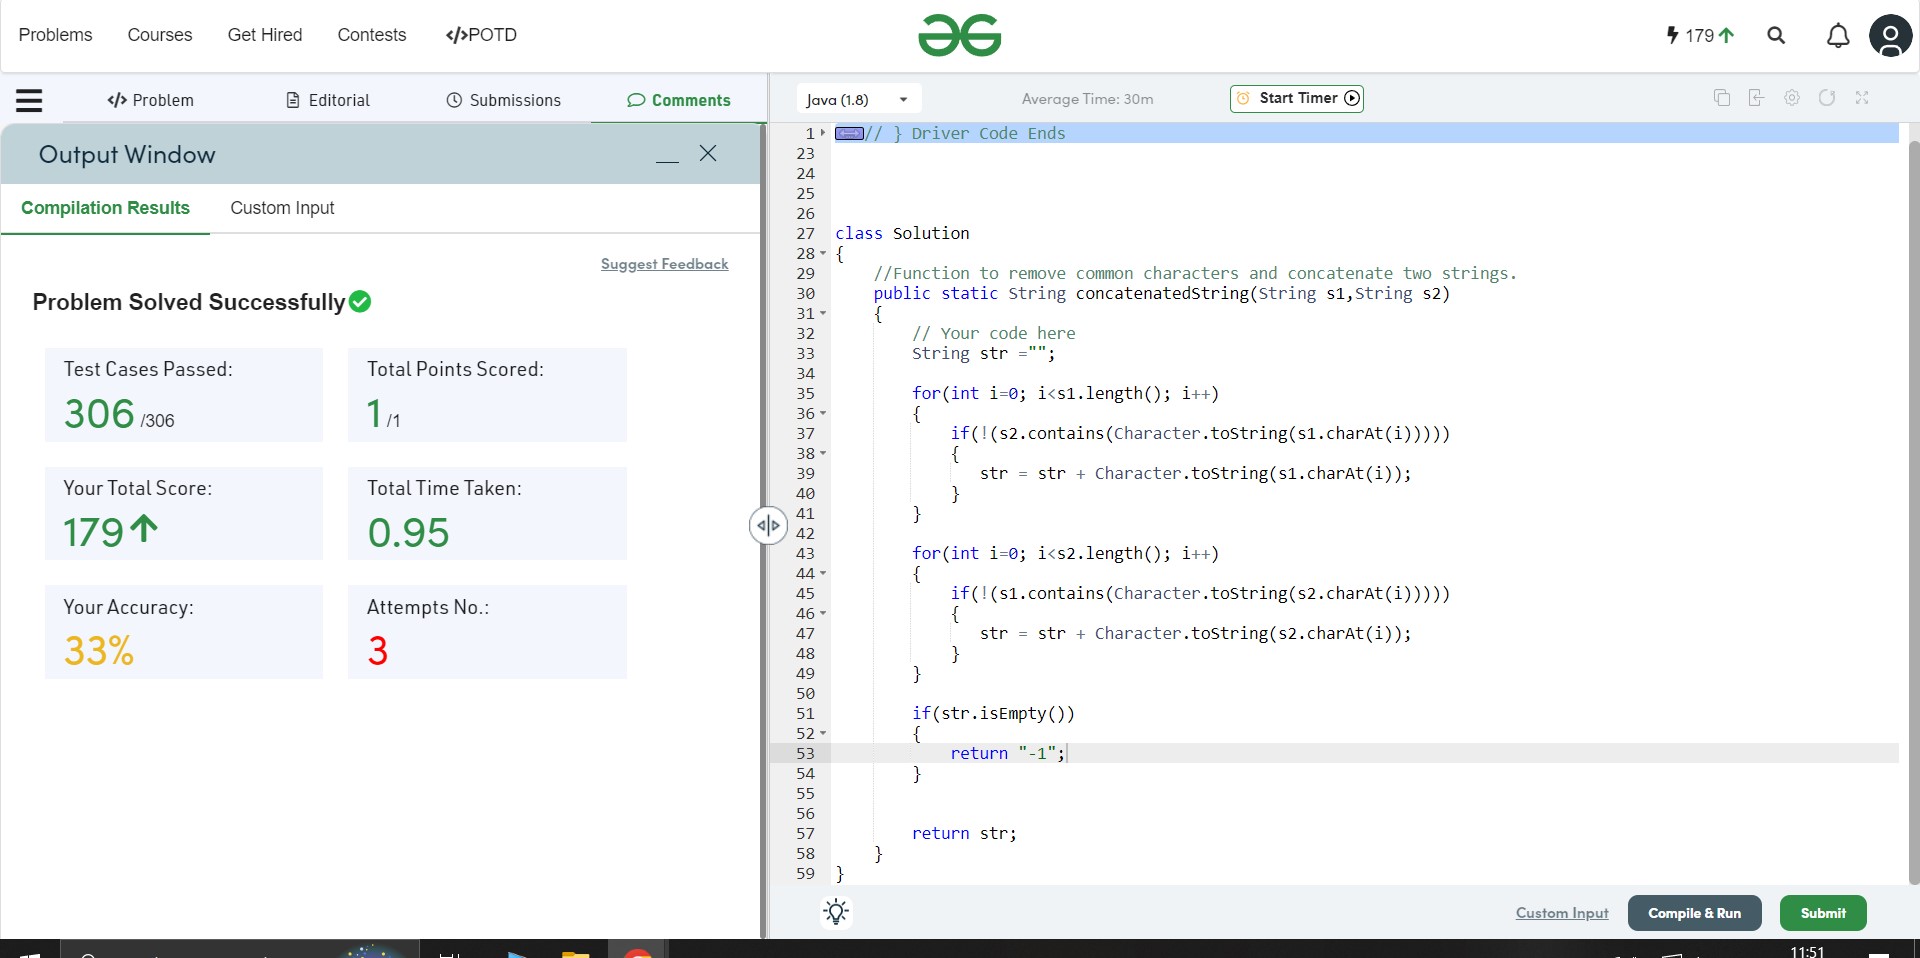 Problems Courses Get Hired Contests </>POTD 179
</> Problem Editorial Submissions Comments
Output Window
Compilation Results Custom Input
Suggest Feedback
Problem Solved Successfully
Test Cases Passed: Total Points Scored:
306 /306 1 /1
Your Total Score: Total Time Taken:
179 0.95
Your Accuracy: Attempts No.:
33% 3
Java (1.8) Average Time: 30m Start Timer
1 // } Driver Code Ends
23
24
25
26
27 class Solution
28 {
29 //Function to remove common characters and concatenate two strings.
30 public static String concatenatedString(String s1,String s2)
31 {
32 // Your code here
33 String str ="";
34
35 for(int i=0; i<s1.length(); i++)
36 {
37 if(!(s2.contains(Character.toString(s1.charAt(i)))))
38 {
39 str = str + Character.toString(s1.charAt(i));
40 }
41 }
42
43 for(int i=0; i<s2.length(); i++)
44 {
45 if(!(s1.contains(Character.toString(s2.charAt(i)))))
46 {
47 str = str + Character.toString(s2.charAt(i));
48 }
49 }
50
51 if(str.isEmpty())
52 {
53 return "-1";
54 }
55
56
57 return str;
58 }
59 }
Custom Input Compile & Run Submit
11:51